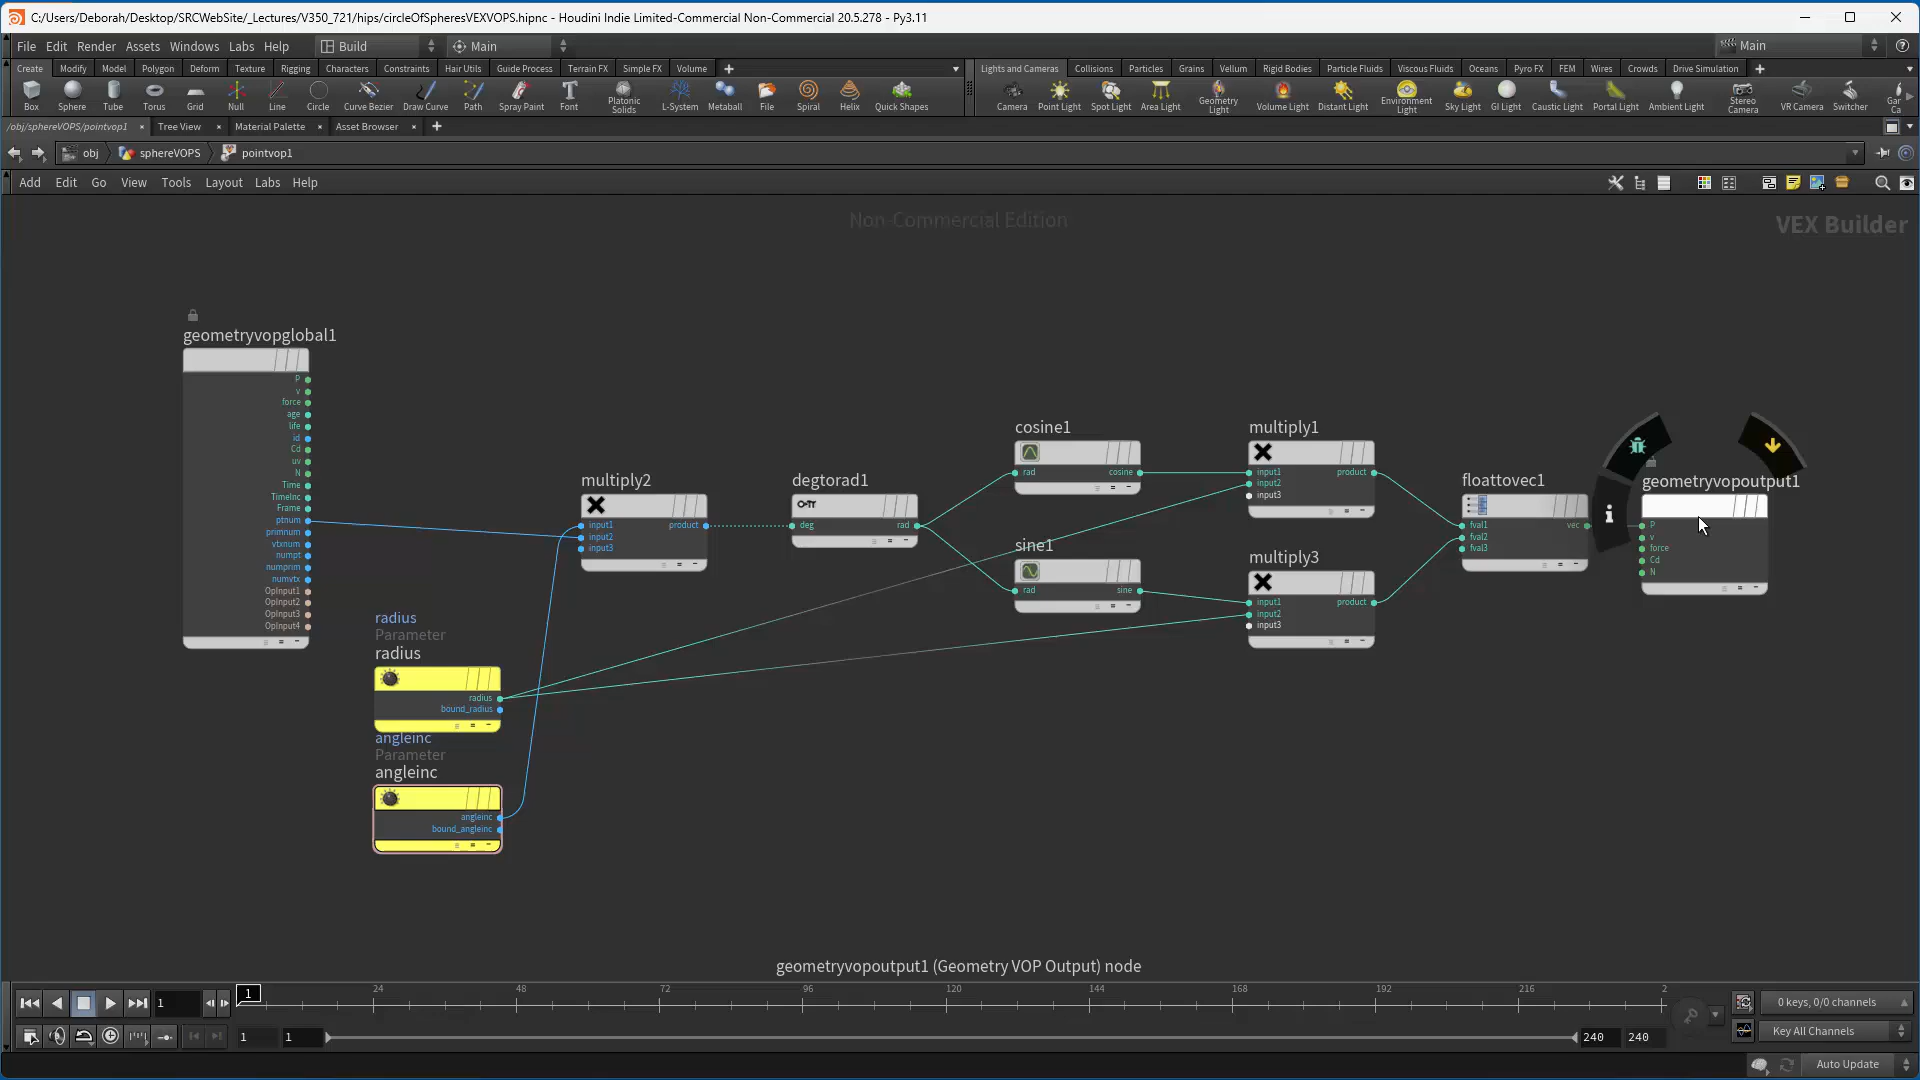 C:/Users/Deborah/Desktop/SRCWebSite/_Lectures/V350_721/hips/circleOfSpheresVEXVOPS.hipnc - Houdini Indie Limited-Commercial Non-Commercial 20.5.278 - Py3.11
File Edit Render Assets Windows Labs Help Build Main Main
Create Modify Model Polygon Deform Texture Rigging Characters Constraints Hair Utils Guide Process Terrain FX Simple FX Volume
Lights and Cameras Collisions Particles Grains Vellum Rigid Bodies Particle Fluids Viscous Fluids Oceans Pyro FX FEM Wires Crowds Drive Simulation
Box Sphere Tube Torus Grid Null Line Circle Curve Bezier Draw Curve Path Spray Paint Font Platonic Solids L-System Metaball File Spiral Helix Quick Shapes
Camera Point Light Spot Light Area Light Geometry Light Volume Light Distant Light Environment Light Sky Light GI Light Caustic Light Portal Light Ambient Light Stereo Camera VR Camera Switcher Gar Ca
/obj/sphereVOPS/pointvop1 Tree View Material Palette Asset Browser
obj sphereVOPS pointvop1
Add Edit Go View Tools Layout Labs Help
Non-Commercial Edition
VEX Builder
geometryvopglobal1
P
v
force
age
life
id
Cd
uv
N
Time
TimeInc
Frame
ptnum
primnum
vtxnum
numpt
numprim
numvtx
OpInput1
OpInput2
OpInput3
OpInput4
radius
Parameter
radius
radius
bound_radius
angleinc
Parameter
angleinc
angleinc
bound_angleinc
multiply2
input1 product
input2
input3
degtorad1
deg rad
cosine1
rad cosine
sine1
rad sine
multiply1
input1 product
input2
input3
multiply3
input1 product
input2
input3
floattovec1
fval1 vec
fval2
fval3
geometryvopoutput1
P
v
force
Cd
N
geometryvopoutput1 (Geometry VOP Output) node
1 1 24 48 72 96 120 144 168 192 216 2
0 keys, 0/0 channels
1 1 240 240
Key All Channels
Auto Update